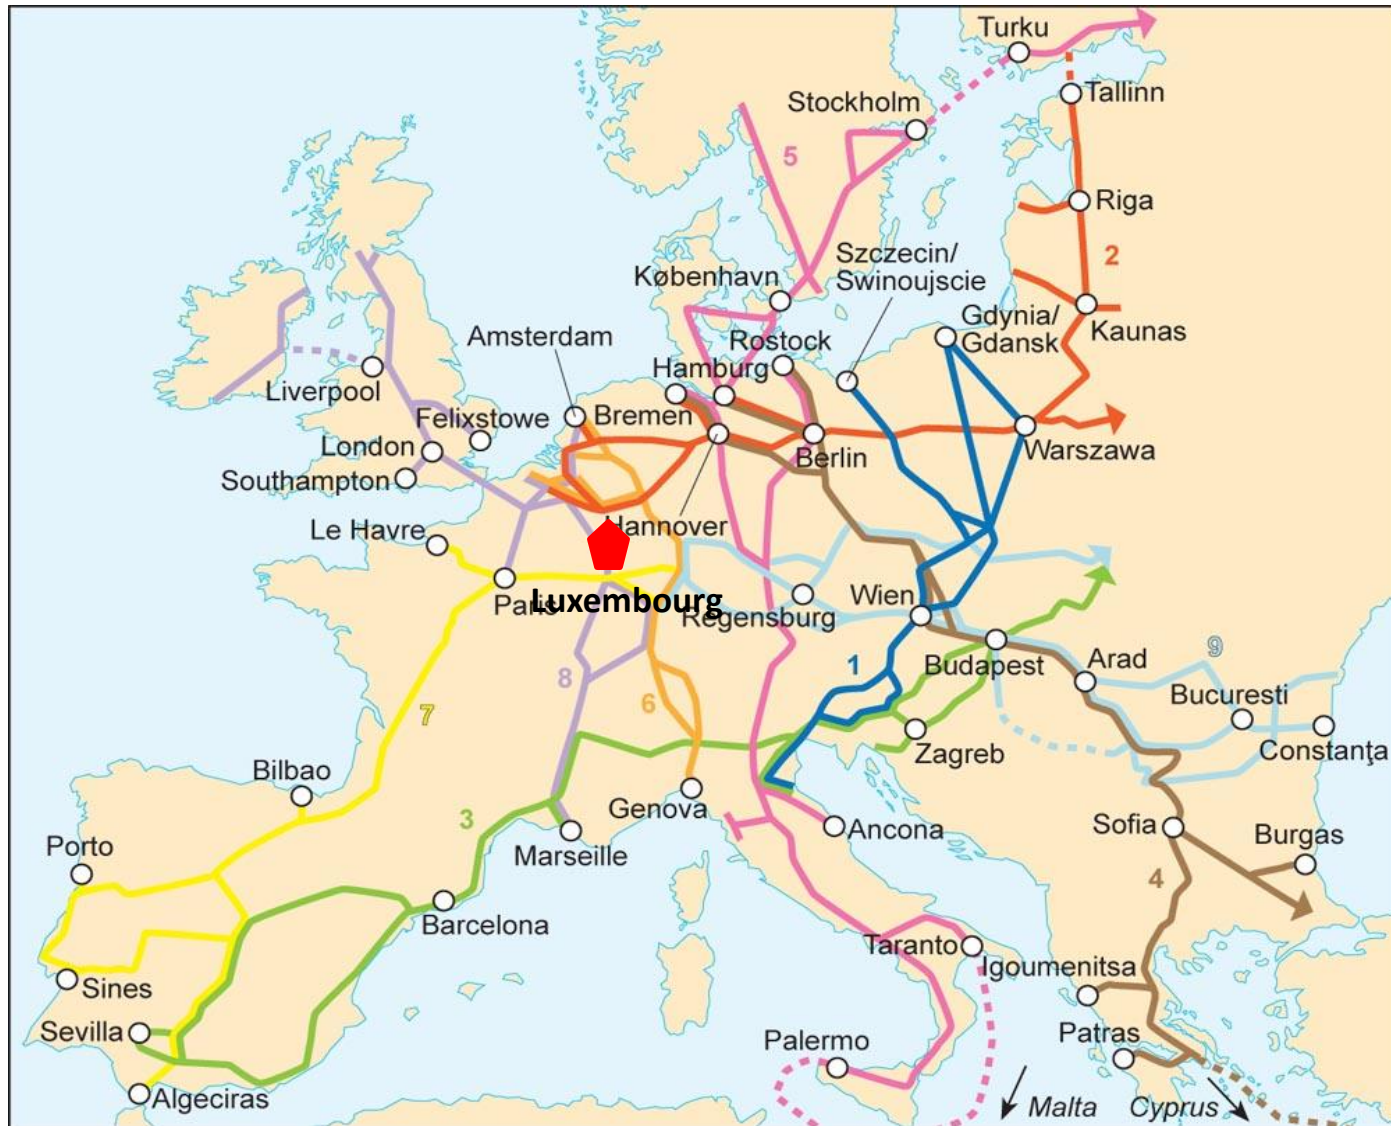 Turku
Tallinn
Stockholm
5
Riga
2
Szczecin/
Swinoujscie
København
Gdynia/
Gdansk
Kaunas
Amsterdam
Rostock
Hamburg
Liverpool
Felixstowe
Bremen
London
Berlin
Warszawa
Southampton
Le Havre
Hannover
Paris
Luxembourg
Regensburg
Wien
8
1
Budapest
Arad
9
6
Bucuresti
7
Zagreb
Constanţa
Bilbao
Genova
3
Ancona
Sofia
Burgas
Marseille
Porto
4
Barcelona
Taranto
Igoumenitsa
Sines
Sevilla
Palermo
Patras
Algeciras
Malta
Cyprus